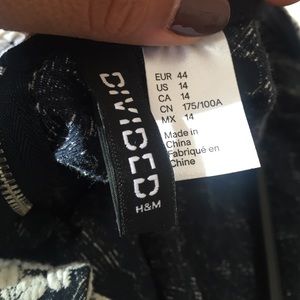 DIVIDED
H&M
EUR 44
US 14
CA 14
CN 175/100A
MX 14
Made in
China
Fabriqué en
Chine